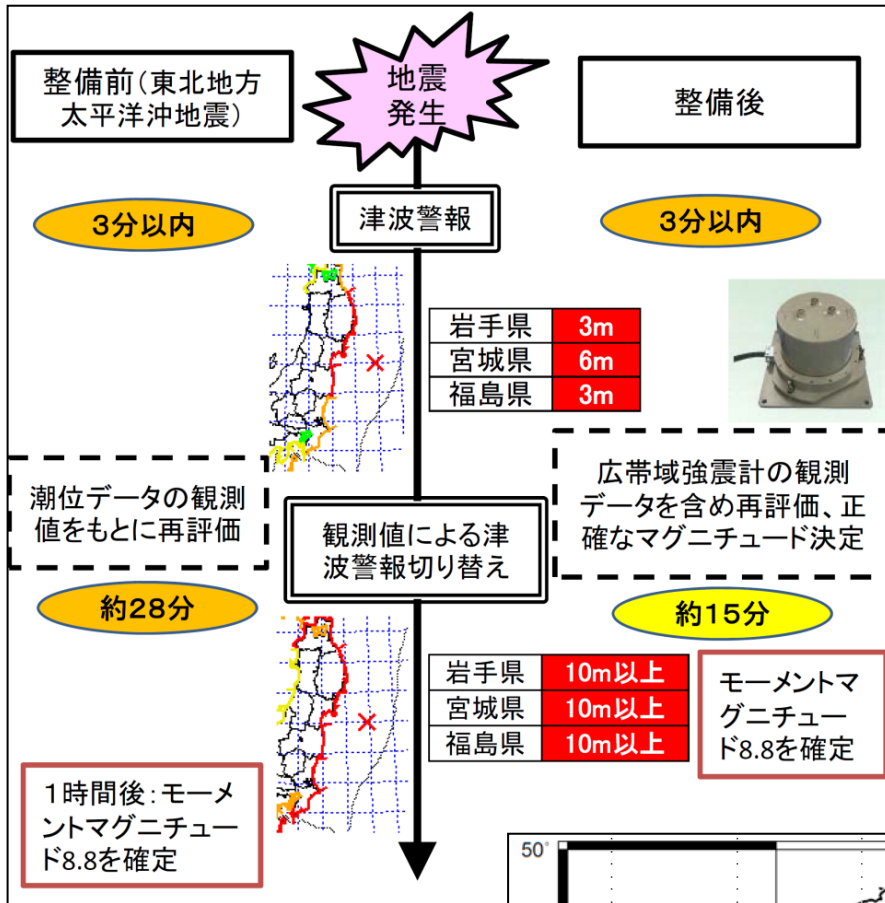 整備前(東北地方
太平洋沖地震)
地震
発生
整備後
3分以内
津波警報
3分以内
岩手県 3m
宮城県 6m
福島県 3m
潮位データの観測
値をもとに再評価
観測値による津
波警報切り替え
広帯域強震計の観測
データを含め再評価、正
確なマグニチュード決定
約28分
約15分
岩手県 10m以上
宮城県 10m以上
福島県 10m以上
モーメントマ
グニチュー
ド8.8を確定
1時間後:モーメ
ントマグニチュー
ド8.8を確定
50°